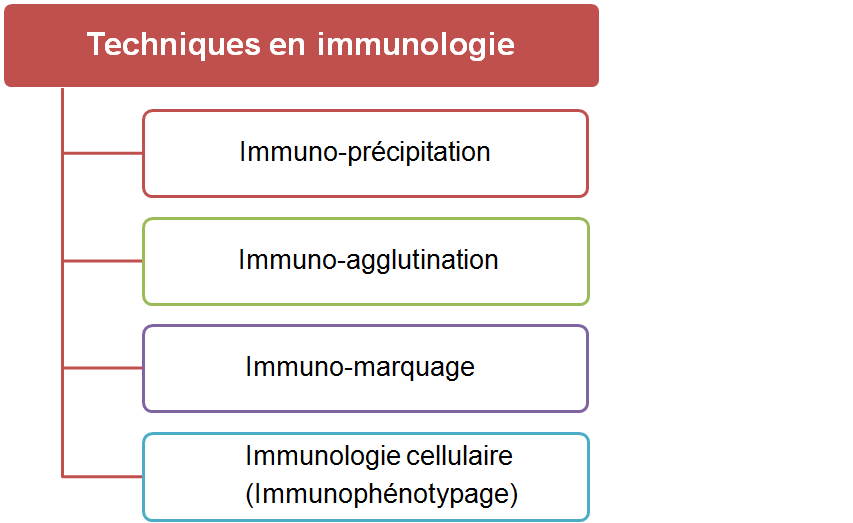 Techniques en immunologie
Immuno-précipitation
Immuno-agglutination
Immuno-marquage
Immunologie cellulaire
(Immunophénotypage)